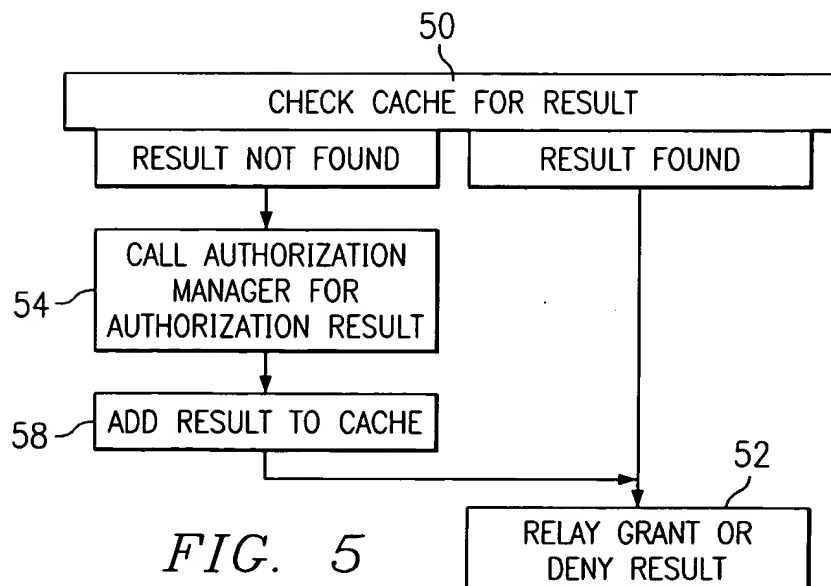 50
CHECK CACHE FOR RESULT
RESULT NOT FOUND
RESULT FOUND
CALL AUTHORIZATION
MANAGER FOR
AUTHORIZATION RESULT
54
ADD RESULT TO CACHE
58
52
RELAY GRANT OR
DENY RESULT
FIG. 5